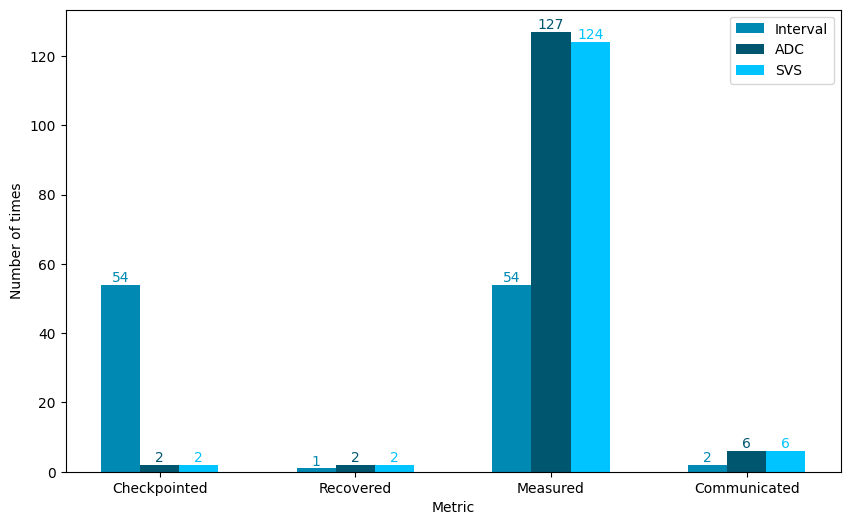 Number of times
120
100
80
60
40
20
0
54
2
2
1
2
2
54
127
124
2
6
6
Checkpointed
Recovered
Measured
Communicated
Metric
Interval
ADC
SVS